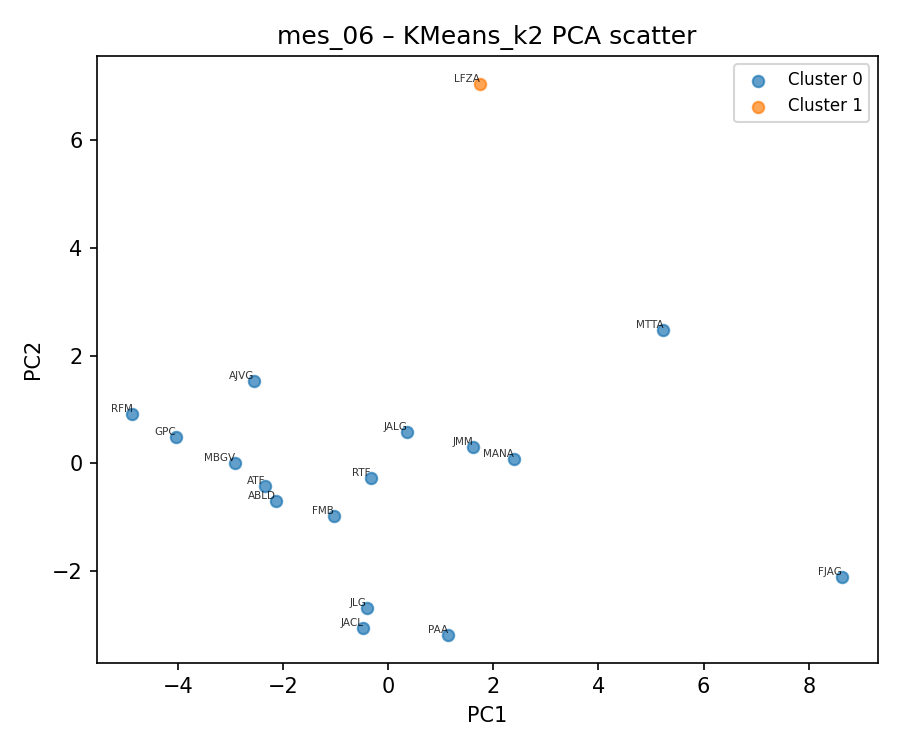 mes_06 – KMeans_k2 PCA scatter
Cluster 0
Cluster 1
LFZA
MTTA
AJVG
RFM
GPC
MBGV
ATF
ABLD
FMB
RTF
JALG
JMM
MANA
FJAG
JLG
JACL
PAA
6
4
2
0
−2
PC2
−4
−2
0
2
4
6
8
PC1